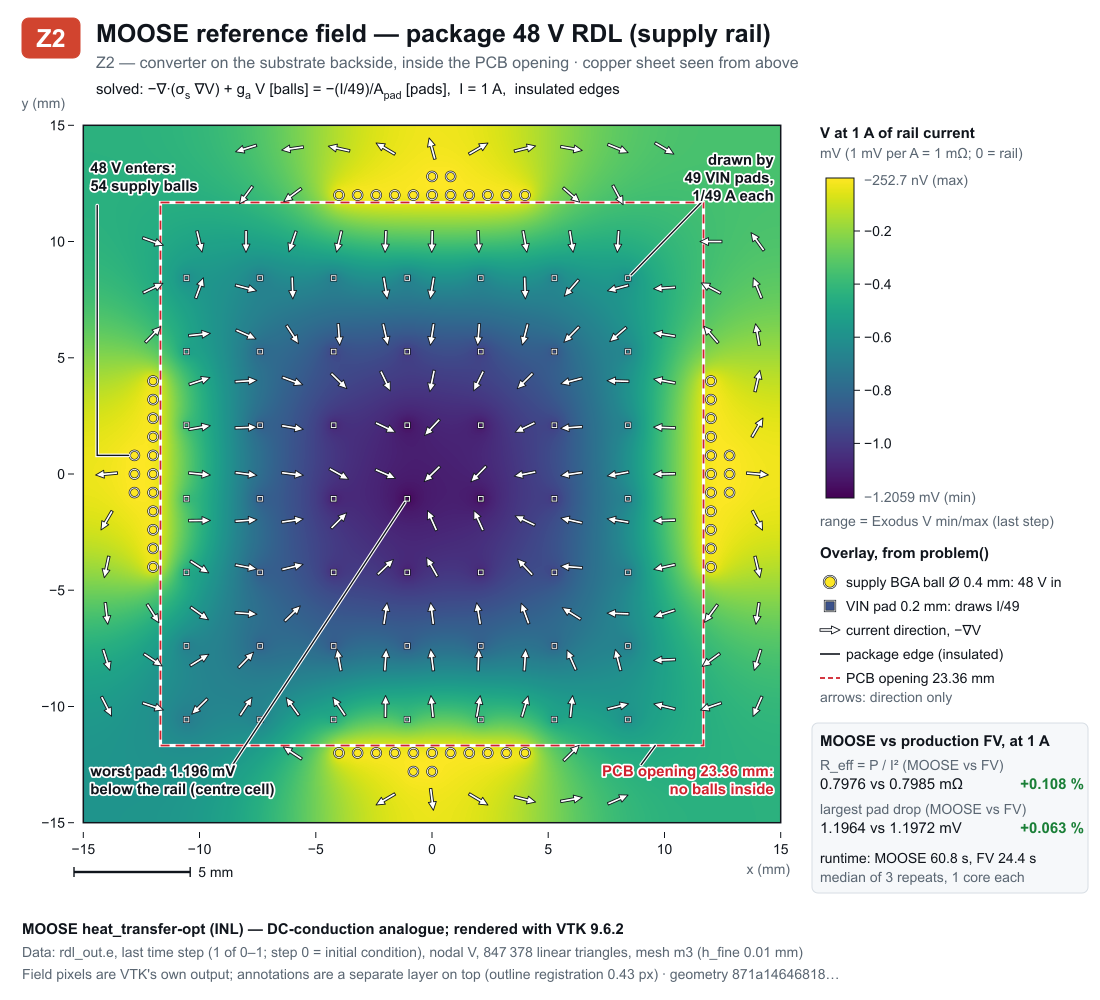 Z2
MOOSE reference field — package 48 V RDL (supply rail)
Z2 — converter on the substrate backside, inside the PCB opening · copper sheet seen from above
solved: −∇·(σs ∇V) + ga V [balls] = −(I/49)/Apad [pads],  I = 1 A,  insulated edges
y (mm)
15
10
5
0
−5
−10
−15
−15
−10
−5
0
5
10
15
x (mm)
5 mm
48 V enters:
54 supply balls
drawn by
49 VIN pads,
1/49 A each
worst pad: 1.196 mV
below the rail (centre cell)
PCB opening 23.36 mm:
no balls inside
V at 1 A of rail current
mV (1 mV per A = 1 mΩ; 0 = rail)
−252.7 nV (max)
−0.2
−0.4
−0.6
−0.8
−1.0
−1.2059 mV (min)
range = Exodus V min/max (last step)
Overlay, from problem()
supply BGA ball Ø 0.4 mm: 48 V in
VIN pad 0.2 mm: draws I/49
current direction, −∇V
package edge (insulated)
PCB opening 23.36 mm
arrows: direction only
MOOSE vs production FV, at 1 A
R_eff = P / I² (MOOSE vs FV)
0.7976 vs 0.7985 mΩ +0.108 %
largest pad drop (MOOSE vs FV)
1.1964 vs 1.1972 mV +0.063 %
runtime: MOOSE 60.8 s, FV 24.4 s
median of 3 repeats, 1 core each
MOOSE heat_transfer-opt (INL) — DC-conduction analogue; rendered with VTK 9.6.2
Data: rdl_out.e, last time step (1 of 0–1; step 0 = initial condition), nodal V, 847 378 linear triangles, mesh m3 (h_fine 0.01 mm)
Field pixels are VTK's own output; annotations are a separate layer on top (outline registration 0.43 px) · geometry 871a14646818…